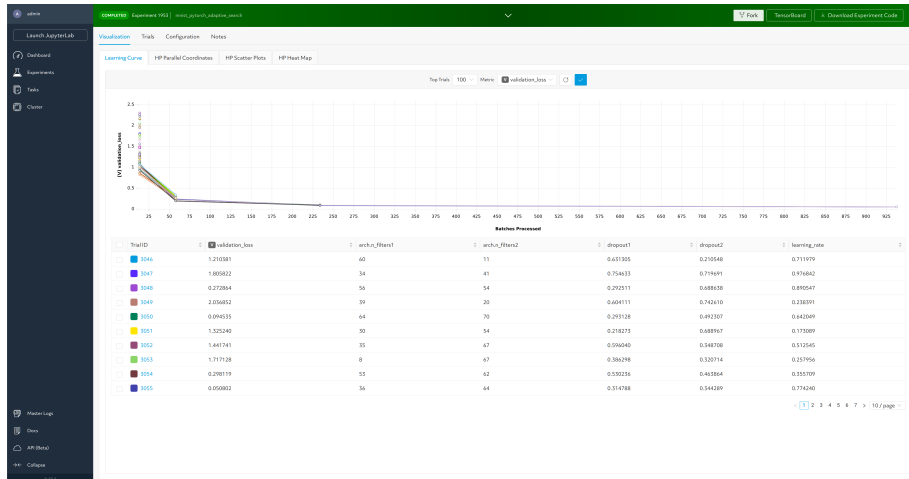 admin
COMPLETED Experiment 1953 | mnist_pytorch_adaptive_search
Fork TensorBoard Download Experiment Code
Launch JupyterLab
Dashboard
Experiments
Tasks
Cluster
Master Logs
Docs
API (Beta)
Collapse
Visualization Trials Configuration Notes
Learning Curve HP Parallel Coordinates HP Scatter Plots HP Heat Map
Top Trials 100 Metric V validation_loss
[V] validation_loss
2.5
2
1.5
1
0.5
0
25 50 75 100 125 150 175 200 225 250 275 300 325 350 375 400 425 450 475 500 525 550 575 600 625 650 675 700 725 750 775 800 825 850 875 900 925
Batches Processed
Trial ID V validation_loss arch.n_filters1 arch.n_filters2 dropout1 dropout2 learning_rate
3046 1.210381 60 11 0.631305 0.210548 0.711979
3047 1.805822 34 41 0.754633 0.719691 0.976842
3048 0.272864 56 54 0.292511 0.688638 0.890547
3049 2.036852 39 20 0.604111 0.742610 0.238391
3050 0.094535 64 70 0.293128 0.492307 0.642049
3051 1.325240 30 54 0.218273 0.688967 0.173089
3052 1.441741 35 67 0.596040 0.348708 0.512545
3053 1.717128 8 67 0.386298 0.320714 0.257956
3054 0.298119 53 62 0.530236 0.463864 0.355709
3055 0.050802 36 64 0.314788 0.344289 0.774240
1 2 3 4 5 6 7 10 / page